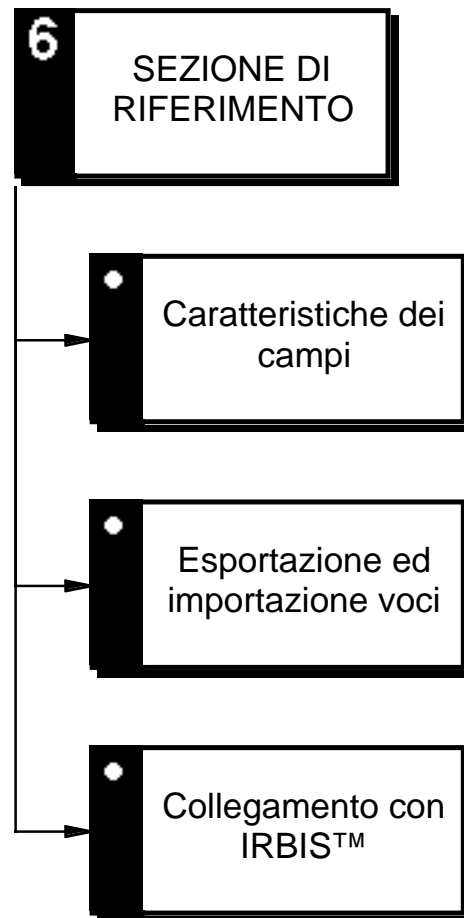 6
SEZIONE DI
RIFERIMENTO
Caratteristiche dei
campi
Esportazione ed
importazione voci
Collegamento con
IRBIS™